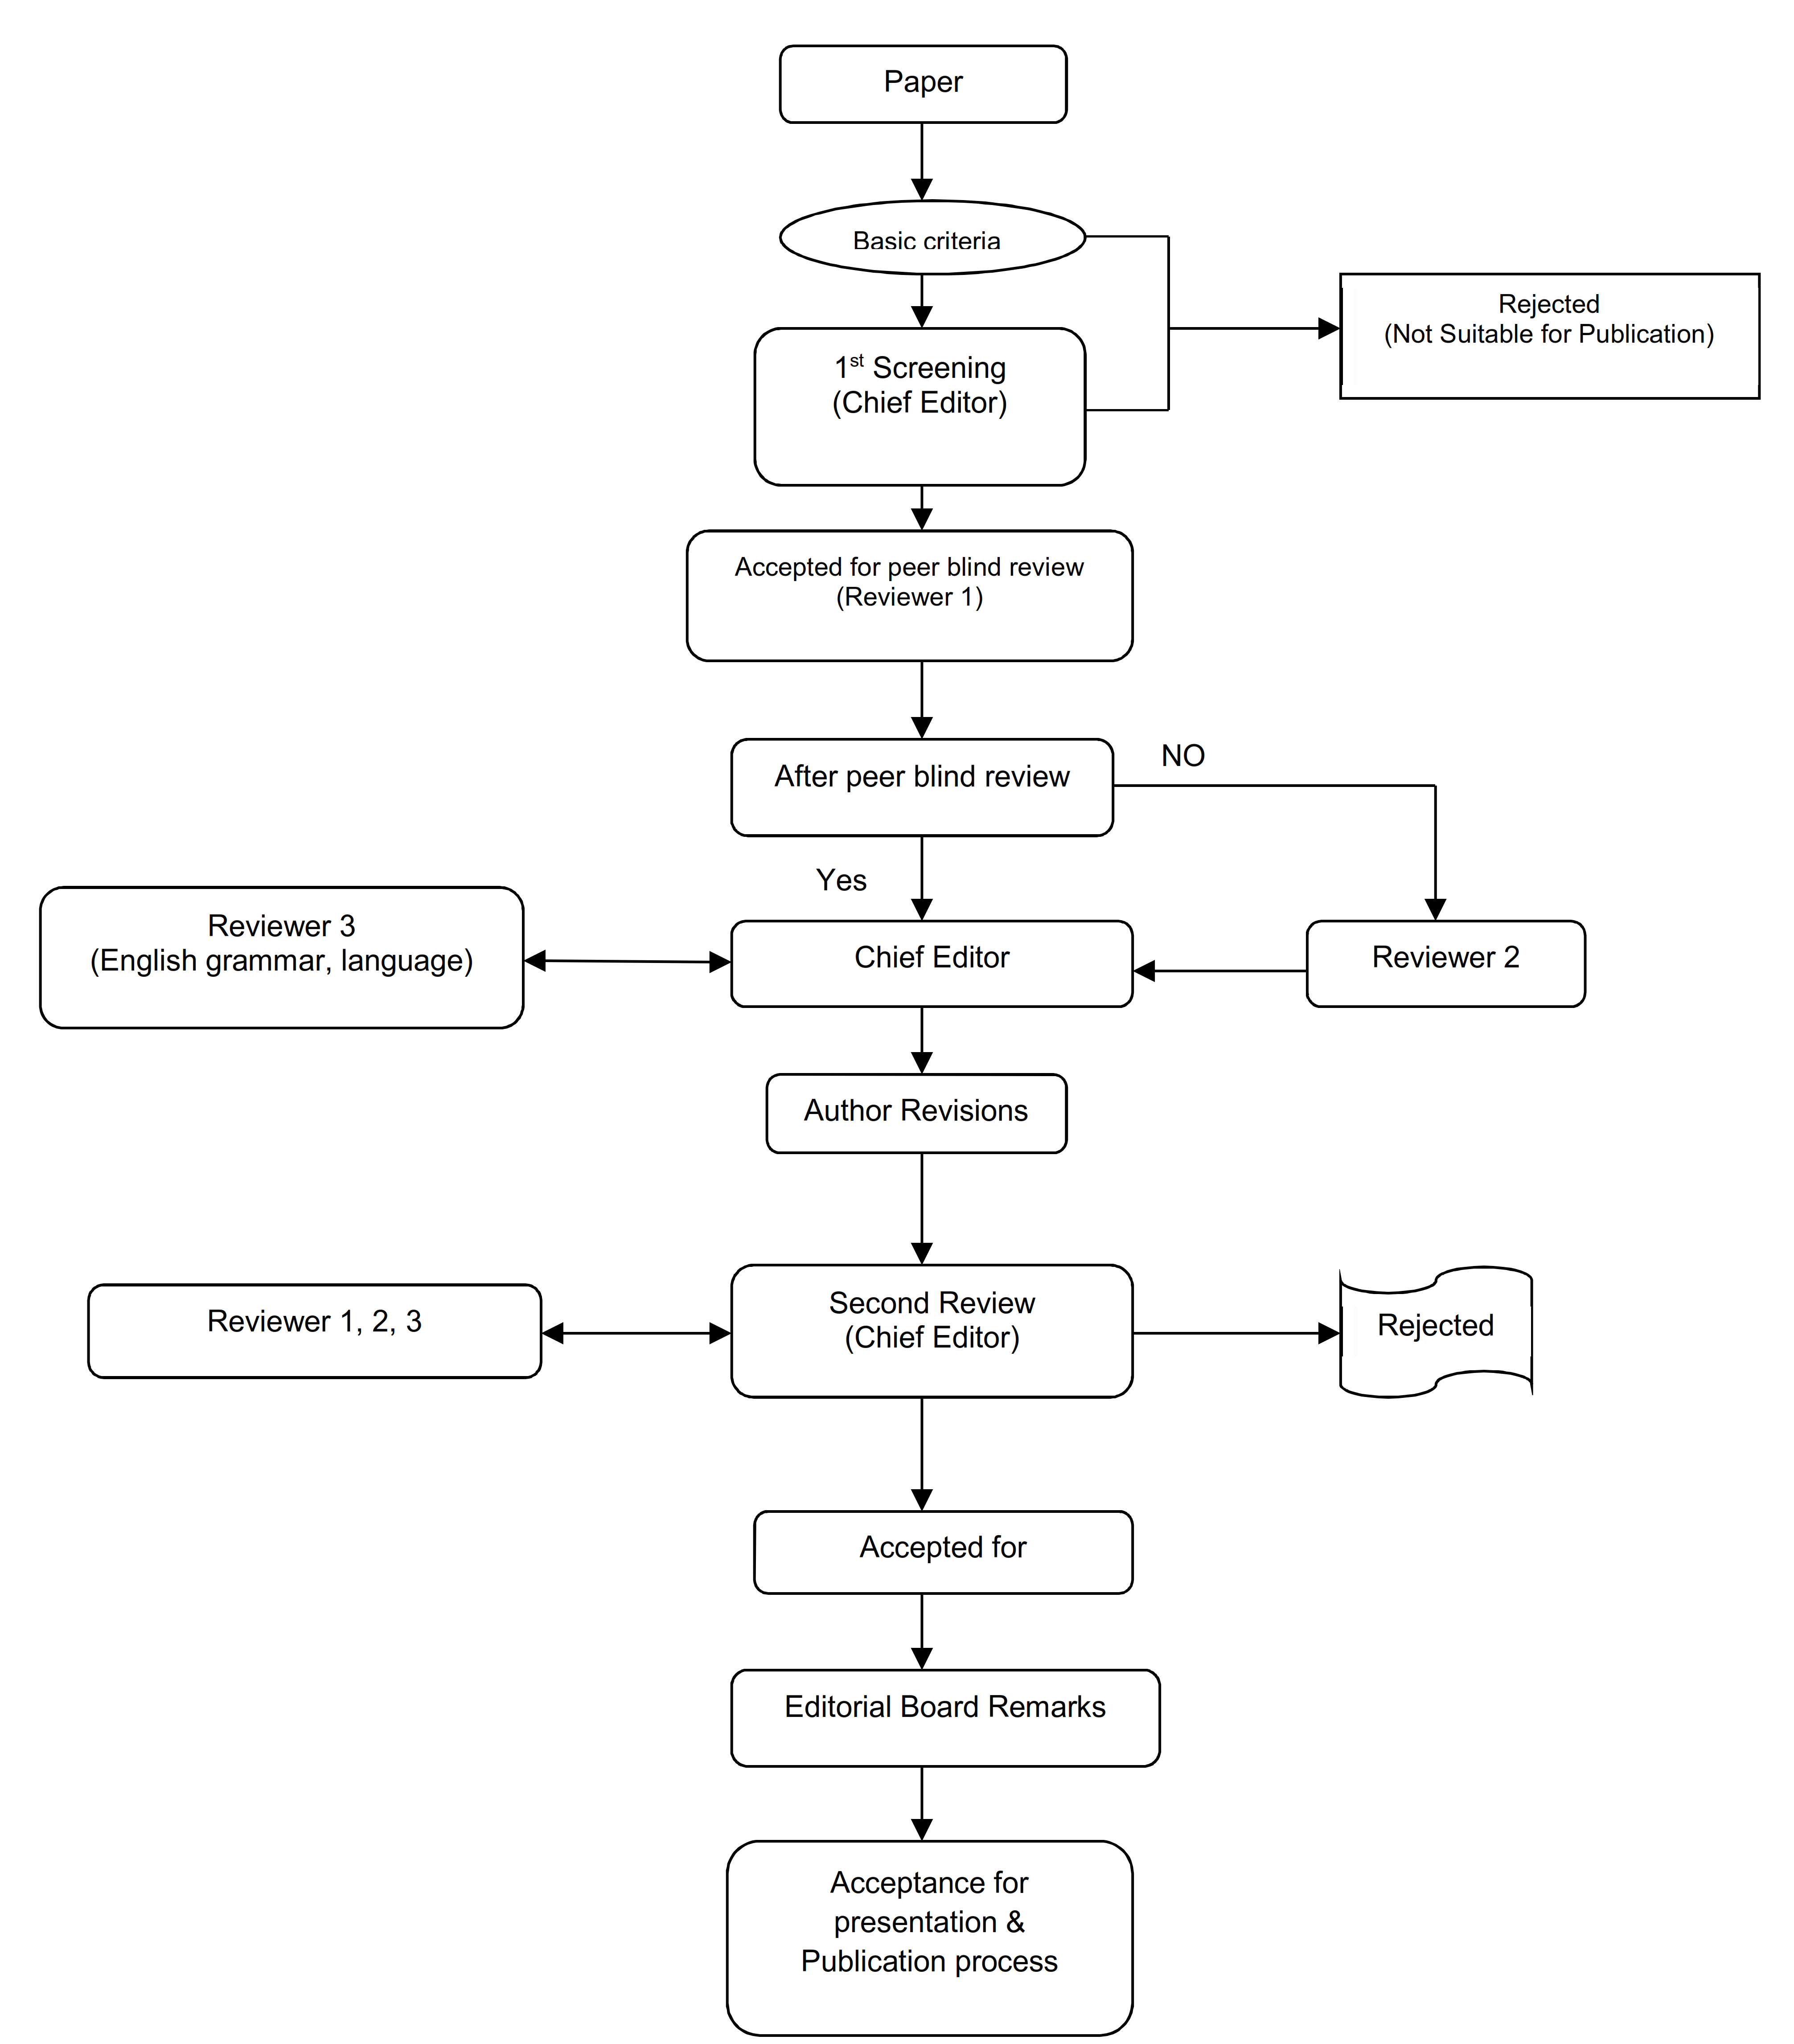 Paper
Basic criteria
Rejected
(Not Suitable for Publication)
1st Screening
(Chief Editor)
Accepted for peer blind review
(Reviewer 1)
After peer blind review
NO
Yes
Reviewer 3
(English grammar, language)
Chief Editor
Reviewer 2
Author Revisions
Reviewer 1, 2, 3
Second Review
(Chief Editor)
Rejected
Accepted for
Editorial Board Remarks
Acceptance for
presentation &
Publication process